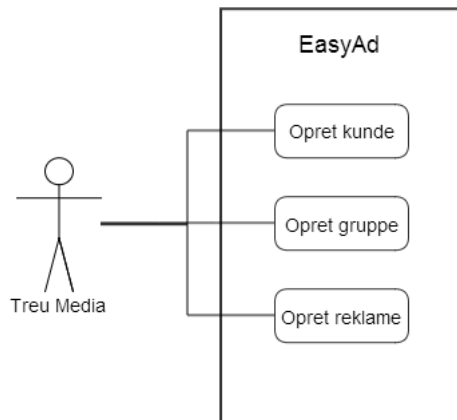 EasyAd
Opret kunde
Opret gruppe
Treu Media
Opret reklame